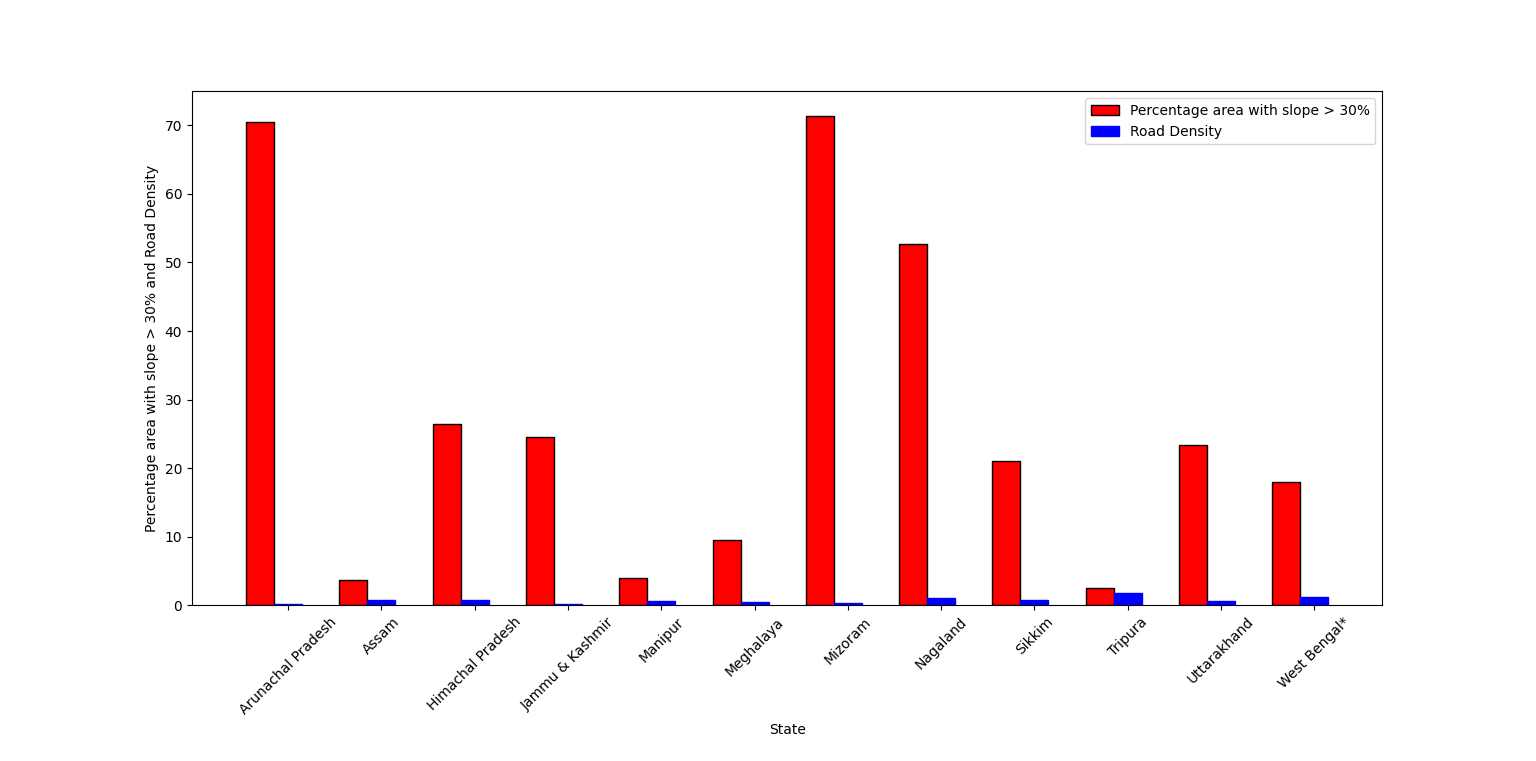 Percentage area with slope > 30%
Road Density
Percentage area with slope > 30% and Road Density
70
60
50
40
30
20
10
0
Arunachal Pradesh
Assam
Himachal Pradesh
Jammu & Kashmir
Manipur
Meghalaya
Mizoram
Nagaland
Sikkim
Tripura
Uttarakhand
West Bengal*
State